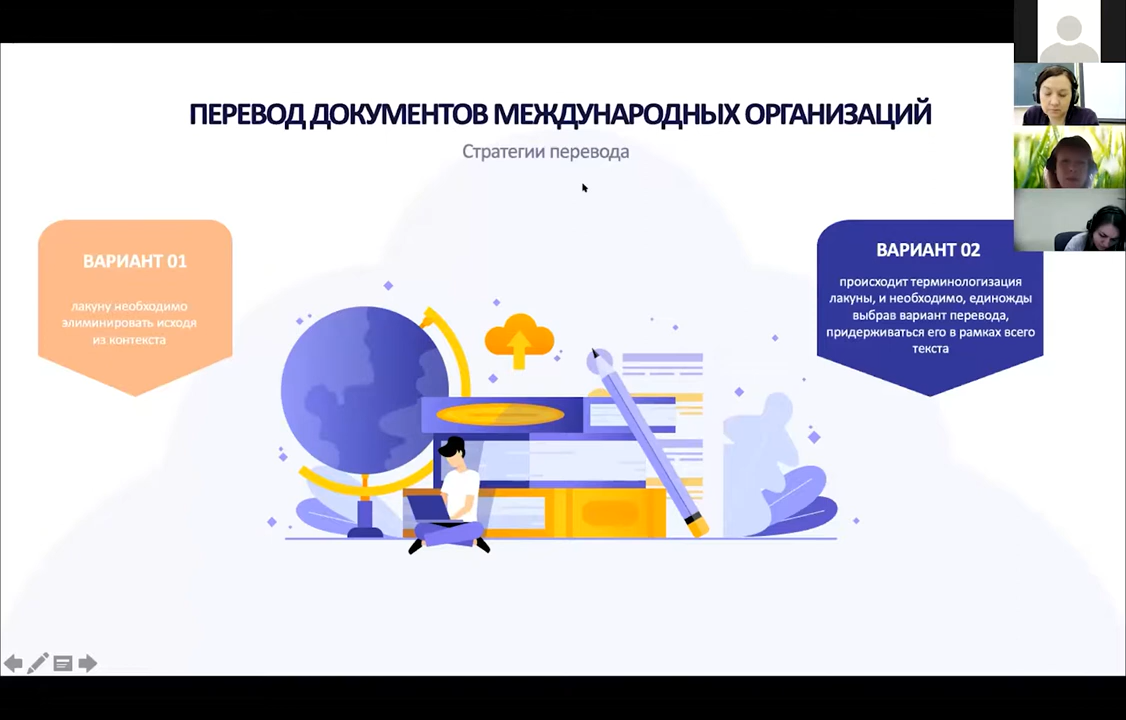 ПЕРЕВОД ДОКУМЕНТОВ МЕЖДУНАРОДНЫХ ОРГАНИЗАЦИЙ
Стратегии перевода
ВАРИАНТ 01
лакуну необходимо
элиминировать исходя
из контекста
ВАРИАНТ 02
происходит терминологизация
лакуны, и необходимо, единожды
выбрав вариант перевода,
придерживаться его в рамках всего
текста